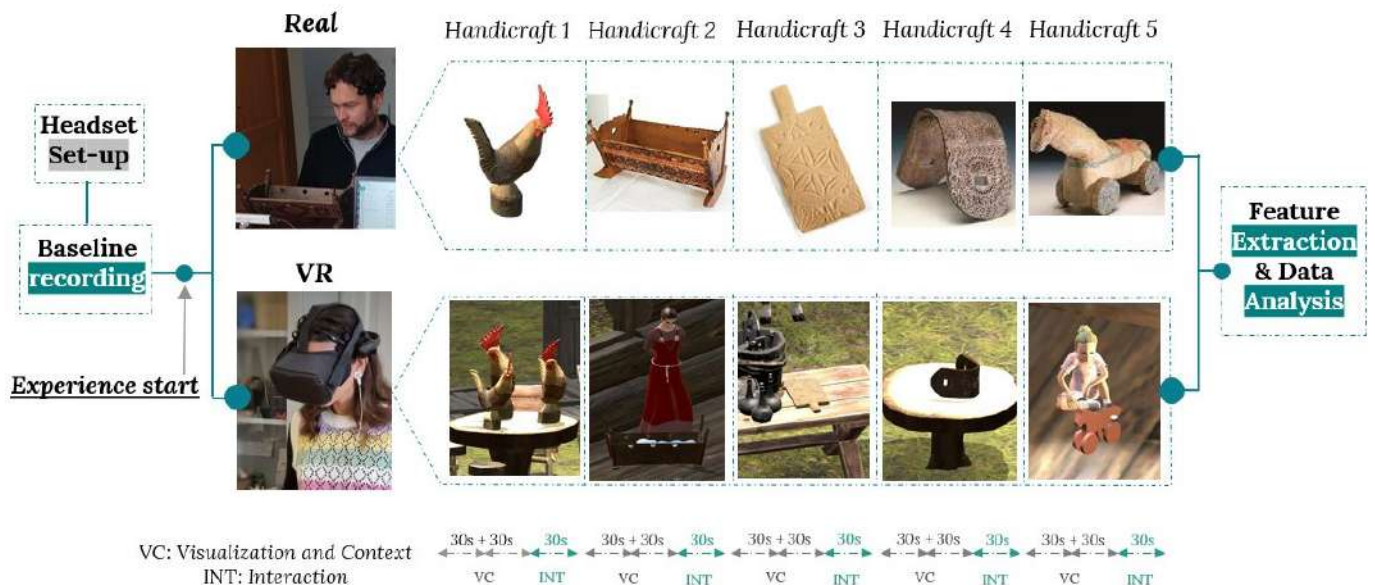 Real
Handicraft 1 Handicraft 2 Handicraft 3 Handicraft 4 Handicraft 5
Headset
Set-up
Baseline
recording
Experience start
VR
Feature
Extraction
& Data
Analysis
30s + 30s 30s 30s + 30s 30s 30s + 30s 30s 30s + 30s 30s 30s + 30s 30s
VC: Visualization and Context
INT: Interaction
VC INT VC INT VC INT VC INT VC INT